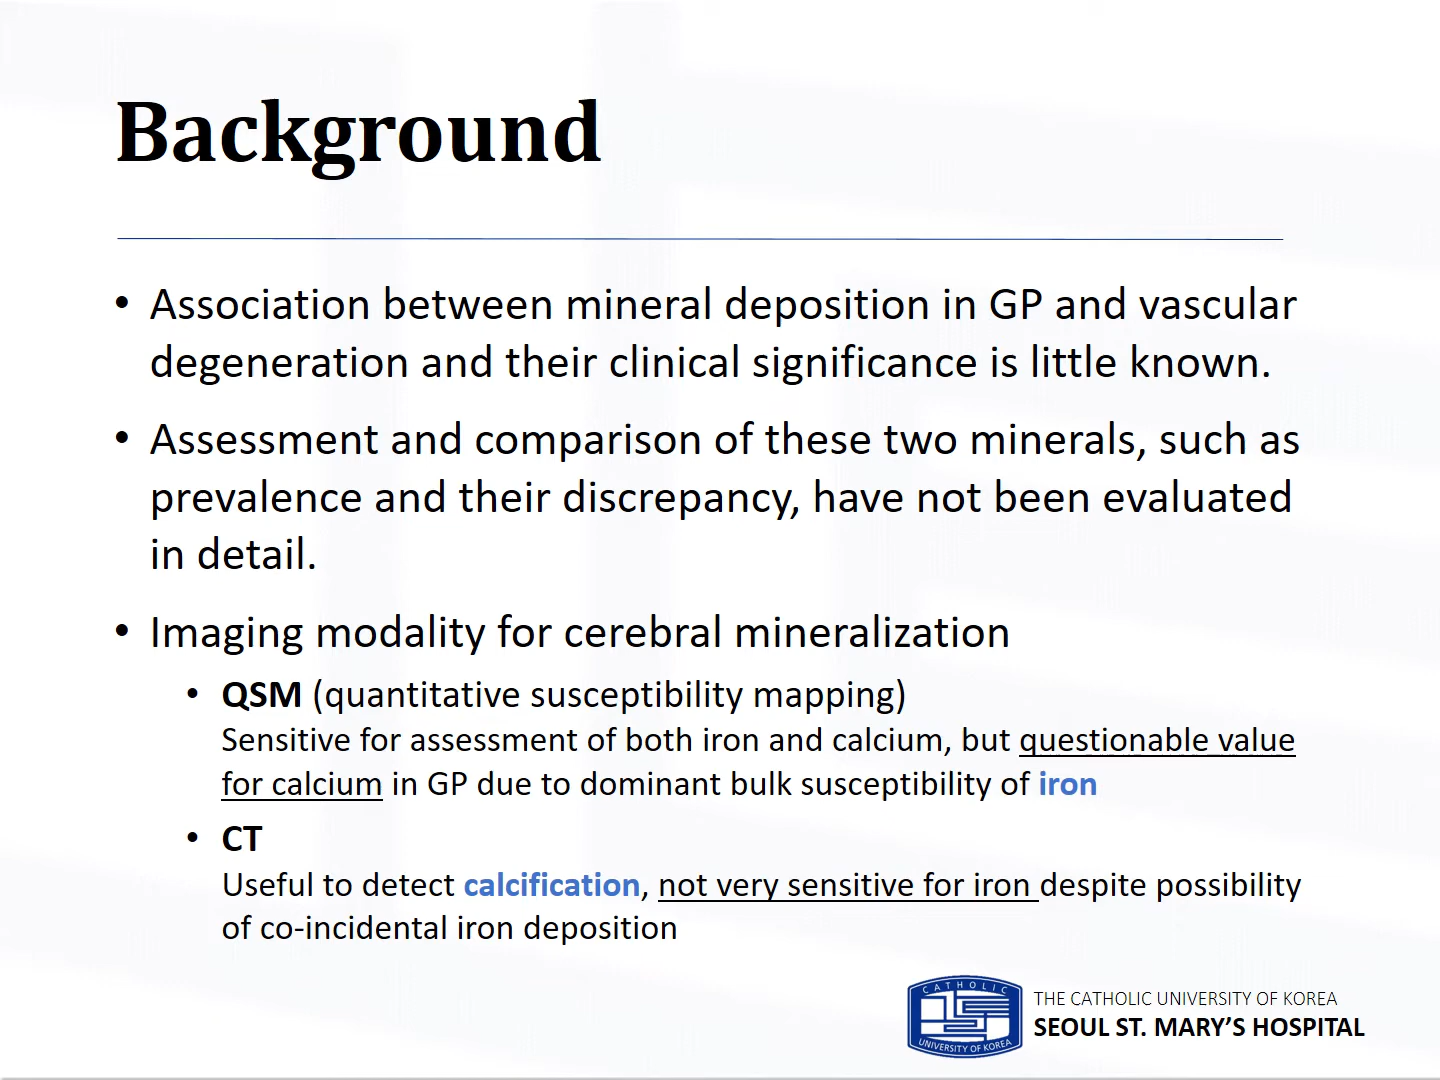 Background
• Association between mineral deposition in GP and vascular
degeneration and their clinical significance is little known.
• Assessment and comparison of these two minerals, such as
prevalence and their discrepancy, have not been evaluated
in detail.
• Imaging modality for cerebral mineralization
• QSM (quantitative susceptibility mapping)
Sensitive for assessment of both iron and calcium, but questionable value
for calcium in GP due to dominant bulk susceptibility of iron
• CT
Useful to detect calcification, not very sensitive for iron despite possibility
of co-incidental iron deposition
CATHOLIC
UNIVERSITY OF KOREA
THE CATHOLIC UNIVERSITY OF KOREA
SEOUL ST. MARY’S HOSPITAL